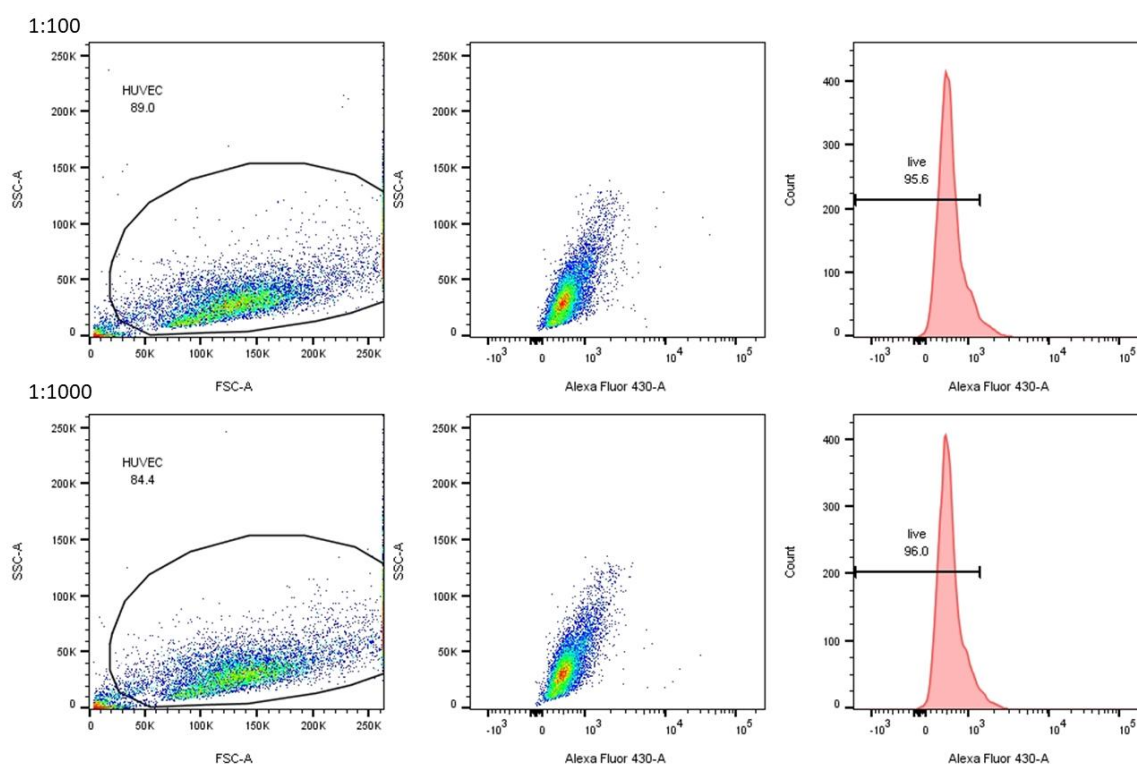 1:100
250K
200K
150K
100K
50K
0
SSC-A
HUVEC
89.0
0
50K
100K
150K
200K
250K
FSC-A
250K
200K
150K
100K
50K
0
SSC-A
-10³
0
10³
10⁴
10⁵
Alexa Fluor 430-A
400
300
200
100
0
Count
live
95.6
-10³
0
10³
10⁴
10⁵
Alexa Fluor 430-A
1:1000
250K
200K
150K
100K
50K
0
SSC-A
HUVEC
84.4
0
50K
100K
150K
200K
250K
FSC-A
250K
200K
150K
100K
50K
0
SSC-A
-10³
0
10³
10⁴
10⁵
Alexa Fluor 430-A
400
300
200
100
0
Count
live
96.0
-10³
0
10³
10⁴
10⁵
Alexa Fluor 430-A